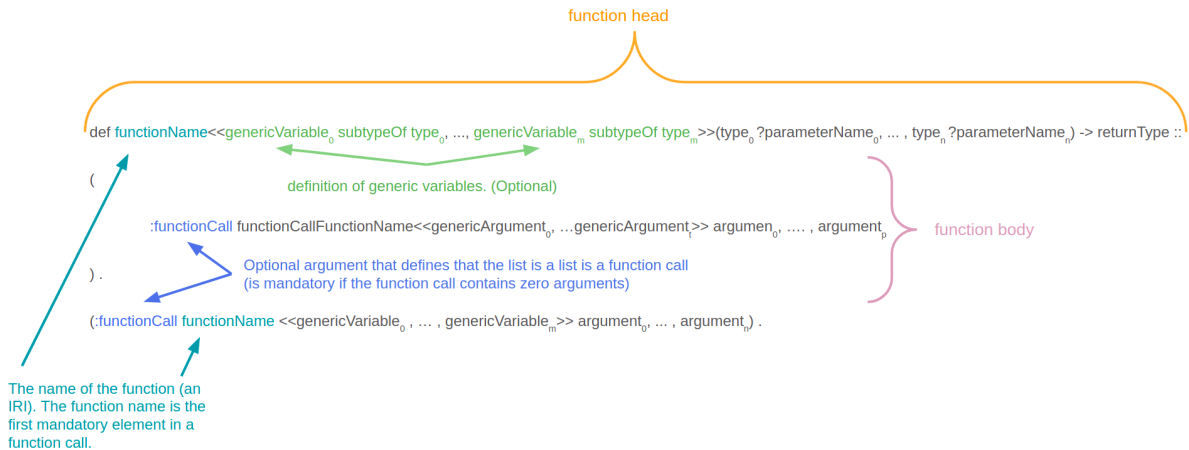 function head
def functionName<<genericVariable0 subtypeOf type0, ..., genericVariablem subtypeOf typem>>(type0 ?parameterName0, ... , typen ?parameterNamen) -> returnType ::
(
definition of generic variables. (Optional)
:functionCall functionCallFunctionName<<genericArgument0, …genericArgumentt>> argumen0, …. , argumentp
function body
Optional argument that defines that the list is a list is a function call
(is mandatory if the function call contains zero arguments)
) .
(:functionCall functionName <<genericVariable0 , … , genericVariablem>> argument0, ... , argumentn) .
The name of the function (an
IRI). The function name is the
first mandatory element in a
function call.